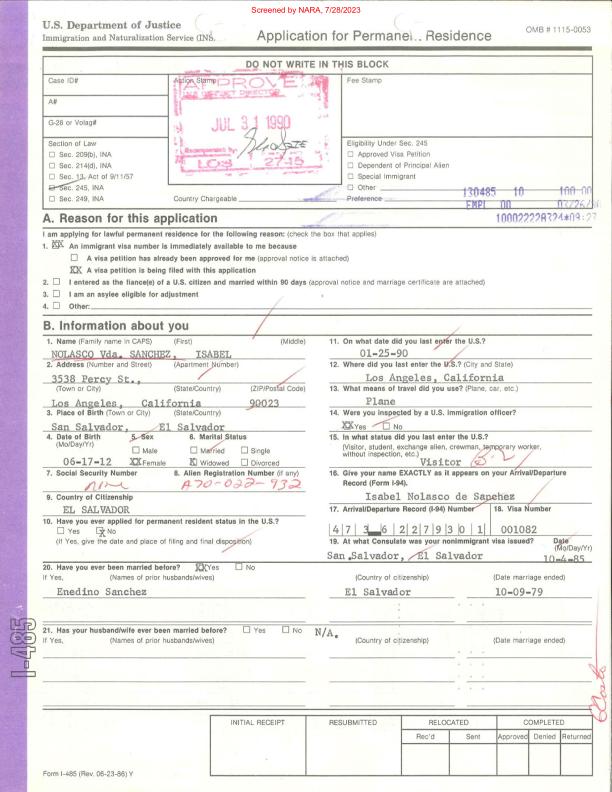 Screened by NARA, 7/28/2023
U.S. Department of Justice
Immigration and Naturalization Service (INS
Application for Permane Residence
OMB # 1115-0053
DO NOT WRITE IN THIS BLOCK
Case ID#
Action Stamp
Fee Stamp
A#
G-28 or Volag#
APPROVE
DISTRICT DIRECTOR
JUL 31 1990
LOS 27-15
Section of Law
☐ Sec. 209(b), INA
☐ Sec. 214(d), INA
☐ Sec. 13, Act of 9/11/57
☐ Sec. 245, INA
☐ Sec. 249, INA
Country Chargeable
Eligibility Under Sec. 245
☐ Approved Visa Petition
☐ Dependent of Principal Alien
☐ Special Immigrant
☐ Other
Preference
130485 10 100-00
10002228324*09:27
A. Reason for this application
I am applying for lawful permanent residence for the following reason: (check the box that applies)
1. XX An immigrant visa number is immediately available to me because
☐ A visa petition has already been approved for me (approval notice is attached)
XX A visa petition is being filed with this application
2. ☐ I entered as the fiance(e) of a U.S. citizen and married within 90 days (approval notice and marriage certificate are attached)
3. ☐ I am an asylee eligible for adjustment
4. ☐ Other:
B. Information about you
1. Name (Family name in CAPS) (First) (Middle)
NOLASCO Vda. SANCHEZ, ISABEL
2. Address (Number and Street) (Apartment Number)
3538 Percy St.,
(Town or City) (State/Country) (ZIP/Postal Code)
Los Angeles, California 90023
3. Place of Birth (Town or City) (State/Country)
San Salvador, El Salvador
4. Date of Birth (Mo/Day/Yr) 5. Sex 6. Marital Status
☐ Male ☐ Married ☐ Single
06-17-12 XX Female X Widowed ☐ Divorced
7. Social Security Number 8. Alien Registration Number (if any)
none A70-022-932
9. Country of Citizenship
EL SALVADOR
10. Have you ever applied for permanent resident status in the U.S.?
☐ Yes X No
(If Yes, give the date and place of filing and final disposition)
11. On what date did you last enter the U.S.?
01-25-90
12. Where did you last enter the U.S.? (City and State)
Los Angeles, California
13. What means of travel did you use? (Plane, car, etc.)
Plane
14. Were you inspected by a U.S. immigration officer?
XX Yes ☐ No
15. In what status did you last enter the U.S.?
(Visitor, student, exchange alien, crewman, temporary worker,
without inspection, etc.) Visitor B-2
16. Give your name EXACTLY as it appears on your Arrival/Departure
Record (Form I-94).
Isabel Nolasco de Sanchez
17. Arrival/Departure Record (I-94) Number 18. Visa Number
4 7 3 6 2 2 7 9 3 0 1 001082
19. At what Consulate was your nonimmigrant visa issued? Date (Mo/Day/Yr)
San Salvador, El Salvador 10-4-85
20. Have you ever been married before? XX Yes ☐ No
If Yes, (Names of prior husbands/wives) (Country of citizenship) (Date marriage ended)
Enedino Sanchez El Salvador 10-09-79
21. Has your husband/wife ever been married before? ☐ Yes ☐ No N/A.
If Yes, (Names of prior husbands/wives) (Country of citizenship) (Date marriage ended)
I-485
INITIAL RECEIPT RESUBMITTED RELOCATED COMPLETED
Rec'd Sent Approved Denied Returned
Form I-485 (Rev. 06-23-86) Y